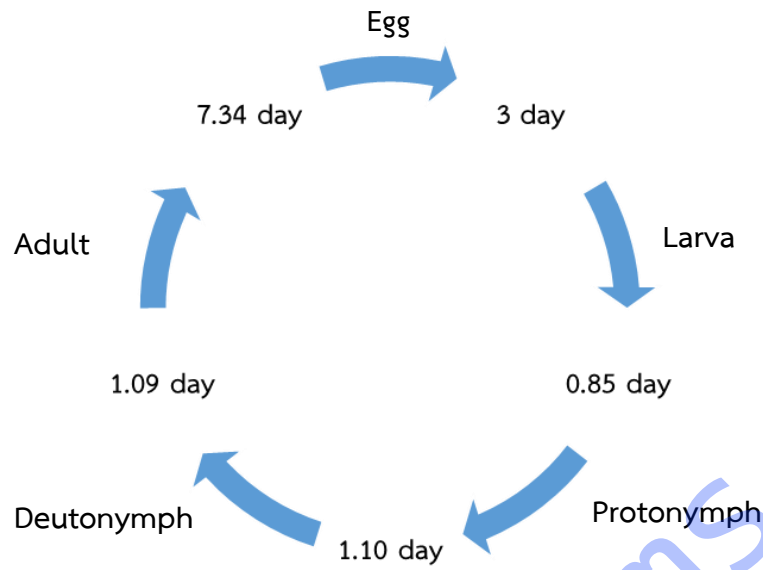 Egg
7.34 day
3 day
Adult
Larva
1.09 day
0.85 day
Deutonymph
Protonymph
1.10 day